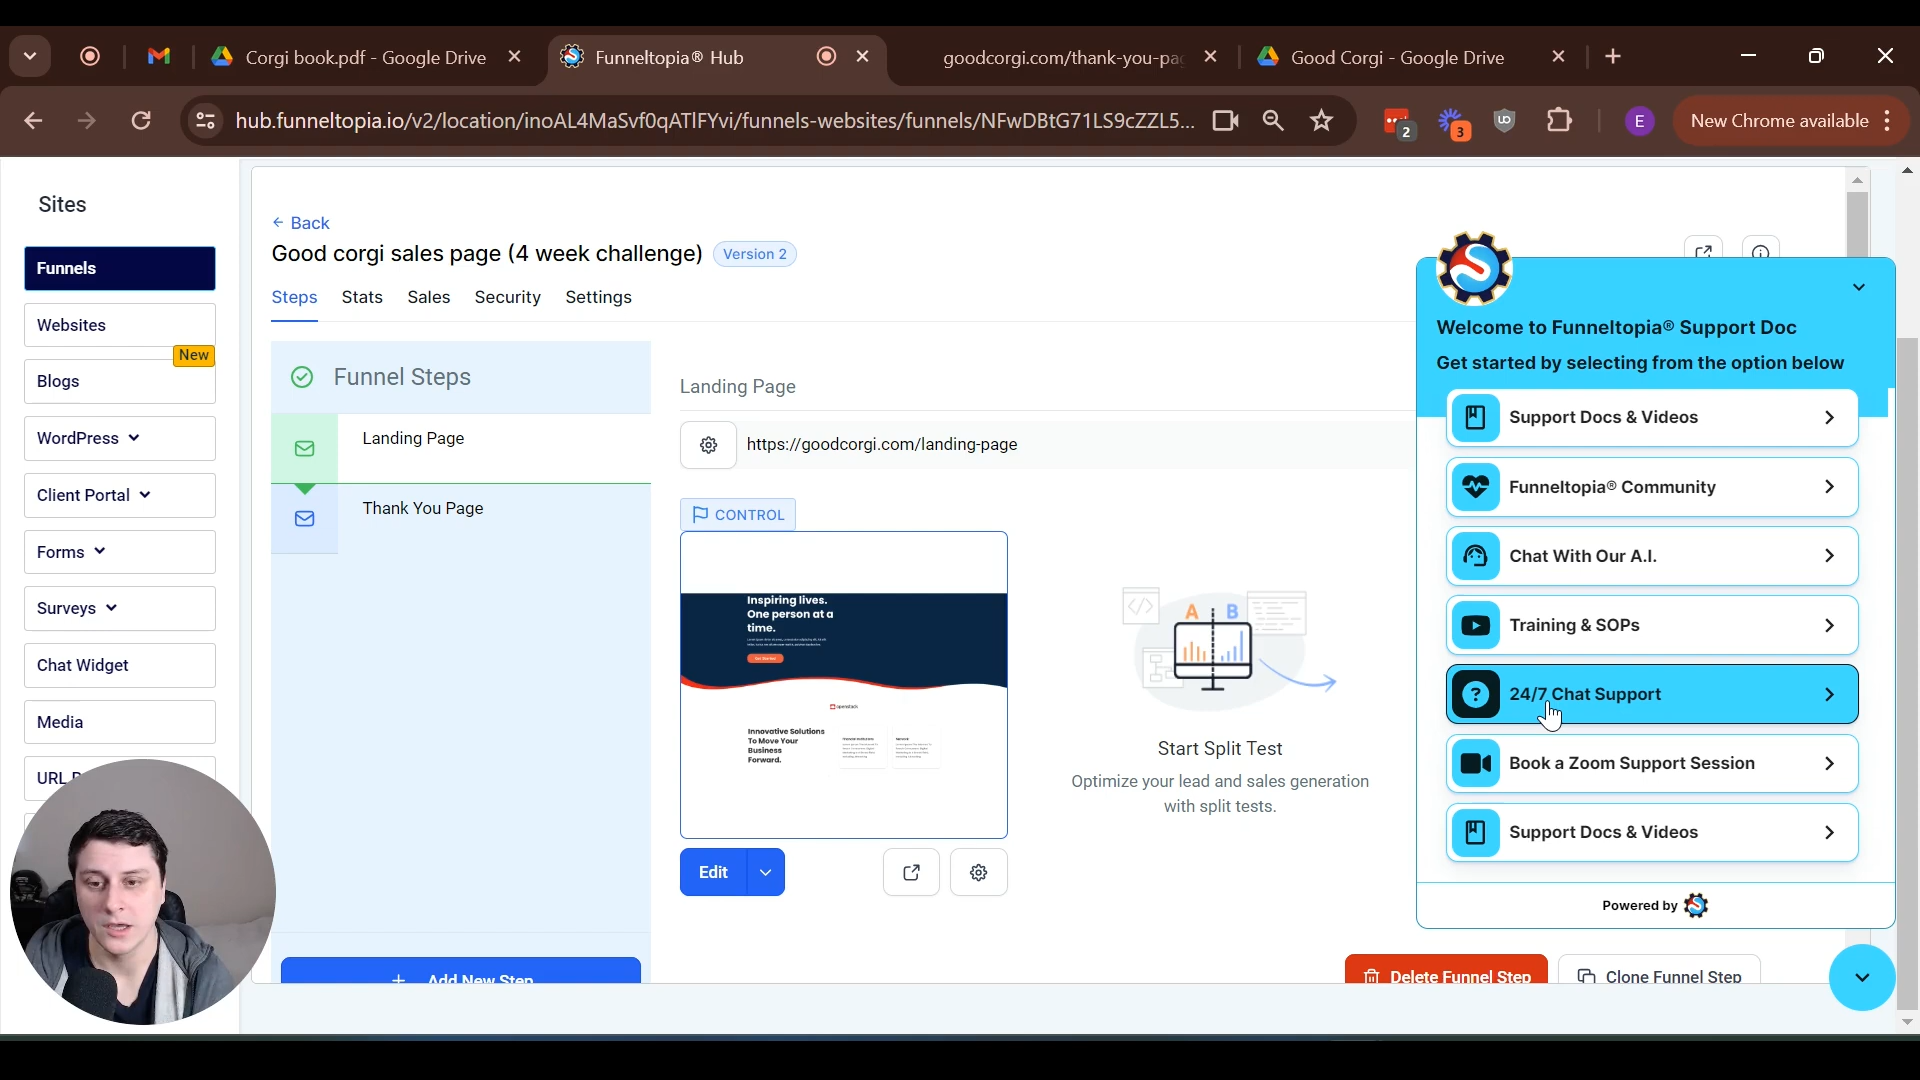 Corgi book.pdf - Google Drive
Funneltopia® Hub
goodcorgi.com/thank-you-pa
Good Corgi - Google Drive
hub.funneltopia.io/v2/location/inoAL4MaSvf0qATlFYvi/funnels-websites/funnels/NFwDBtG71LS9cZZL5...
2
3
UD
E
New Chrome available
Sites
Funnels
Websites
New
Blogs
WordPress
Client Portal
Forms
Surveys
Chat Widget
Media
URL
← Back
Good corgi sales page (4 week challenge)
Version 2
Steps
Stats
Sales
Security
Settings
Funnel Steps
Landing Page
Thank You Page
+ Add New Step
Landing Page
https://goodcorgi.com/landing-page
CONTROL
Inspiring lives.
One person at a
time.
openstack
Innovative Solutions
To Move Your
Business
Forward.
Edit
A B
Start Split Test
Optimize your lead and sales generation
with split tests.
Delete Funnel Step
Clone Funnel Step
Welcome to Funneltopia® Support Doc
Get started by selecting from the option below
Support Docs & Videos
Funneltopia® Community
Chat With Our A.I.
Training & SOPs
24/7 Chat Support
Book a Zoom Support Session
Support Docs & Videos
Powered by